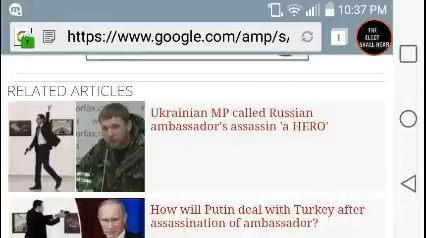 10:37 PM
https://www.google.com/amp/s/
1
THE
ELECT
SHALL HEAR
RELATED ARTICLES
Ukrainian MP called Russian
ambassador's assassin 'a HERO'
How will Putin deal with Turkey after
assassination of ambassador?